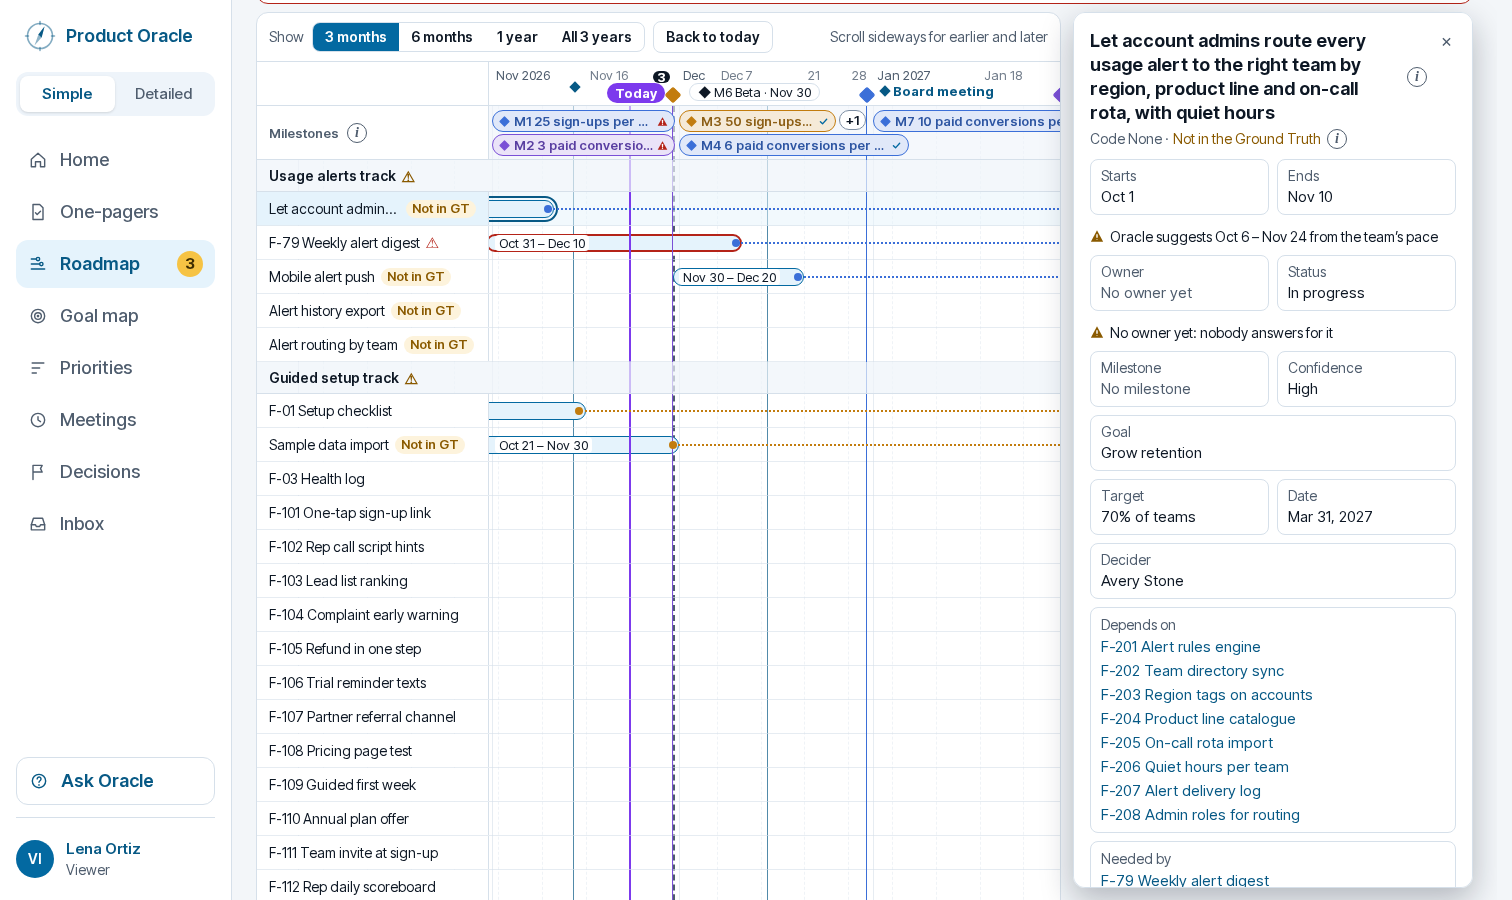 Product Oracle
Simple
Detailed
Home
One-pagers
Roadmap
3
Goal map
Priorities
Meetings
Decisions
Inbox
Ask Oracle
VI
Lena Ortiz
Viewer
Show
3 months
6 months
1 year
All 3 years
Back to today
Scroll sideways for earlier and later
Nov 2026
Nov 16
3
Dec
Dec 7
21
28
Jan 2027
Jan 18
Today
M6 Beta · Nov 30
Board meeting
Milestones
i
M1 25 sign-ups per ...
M3 50 sign-ups...
+1
M7 10 paid conversions pe
M2 3 paid conversio...
M4 6 paid conversions per ...
Usage alerts track
Let account admin...
Not in GT
F-79 Weekly alert digest
Oct 31 – Dec 10
Mobile alert push
Not in GT
Nov 30 – Dec 20
Alert history export
Not in GT
Alert routing by team
Not in GT
Guided setup track
F-01 Setup checklist
Sample data import
Not in GT
Oct 21 – Nov 30
F-03 Health log
F-101 One-tap sign-up link
F-102 Rep call script hints
F-103 Lead list ranking
F-104 Complaint early warning
F-105 Refund in one step
F-106 Trial reminder texts
F-107 Partner referral channel
F-108 Pricing page test
F-109 Guided first week
F-110 Annual plan offer
F-111 Team invite at sign-up
F-112 Rep daily scoreboard
Let account admins route every
usage alert to the right team by
region, product line and on-call
rota, with quiet hours
×
i
Code None · Not in the Ground Truth
i
Starts
Oct 1
Ends
Nov 10
Oracle suggests Oct 6 – Nov 24 from the team's pace
Owner
No owner yet
Status
In progress
No owner yet: nobody answers for it
Milestone
No milestone
Confidence
High
Goal
Grow retention
Target
70% of teams
Date
Mar 31, 2027
Decider
Avery Stone
Depends on
F-201 Alert rules engine
F-202 Team directory sync
F-203 Region tags on accounts
F-204 Product line catalogue
F-205 On-call rota import
F-206 Quiet hours per team
F-207 Alert delivery log
F-208 Admin roles for routing
Needed by
F-79 Weekly alert digest